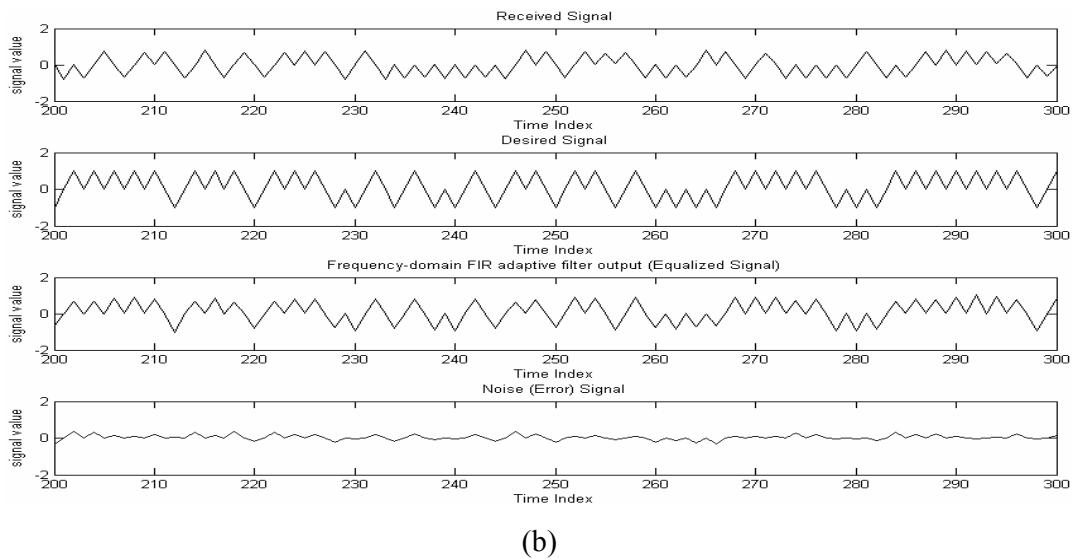 Received Signal
signal value
2
0
-2
200 210 220 230 240 250 260 270 280 290 300
Time Index
Desired Signal
signal value
2
0
-2
200 210 220 230 240 250 260 270 280 290 300
Time Index
Frequency-domain FIR adaptive filter output (Equalized Signal)
signal value
2
0
-2
200 210 220 230 240 250 260 270 280 290 300
Time Index
Noise (Error) Signal
signal value
2
0
-2
200 210 220 230 240 250 260 270 280 290 300
Time Index
(b)